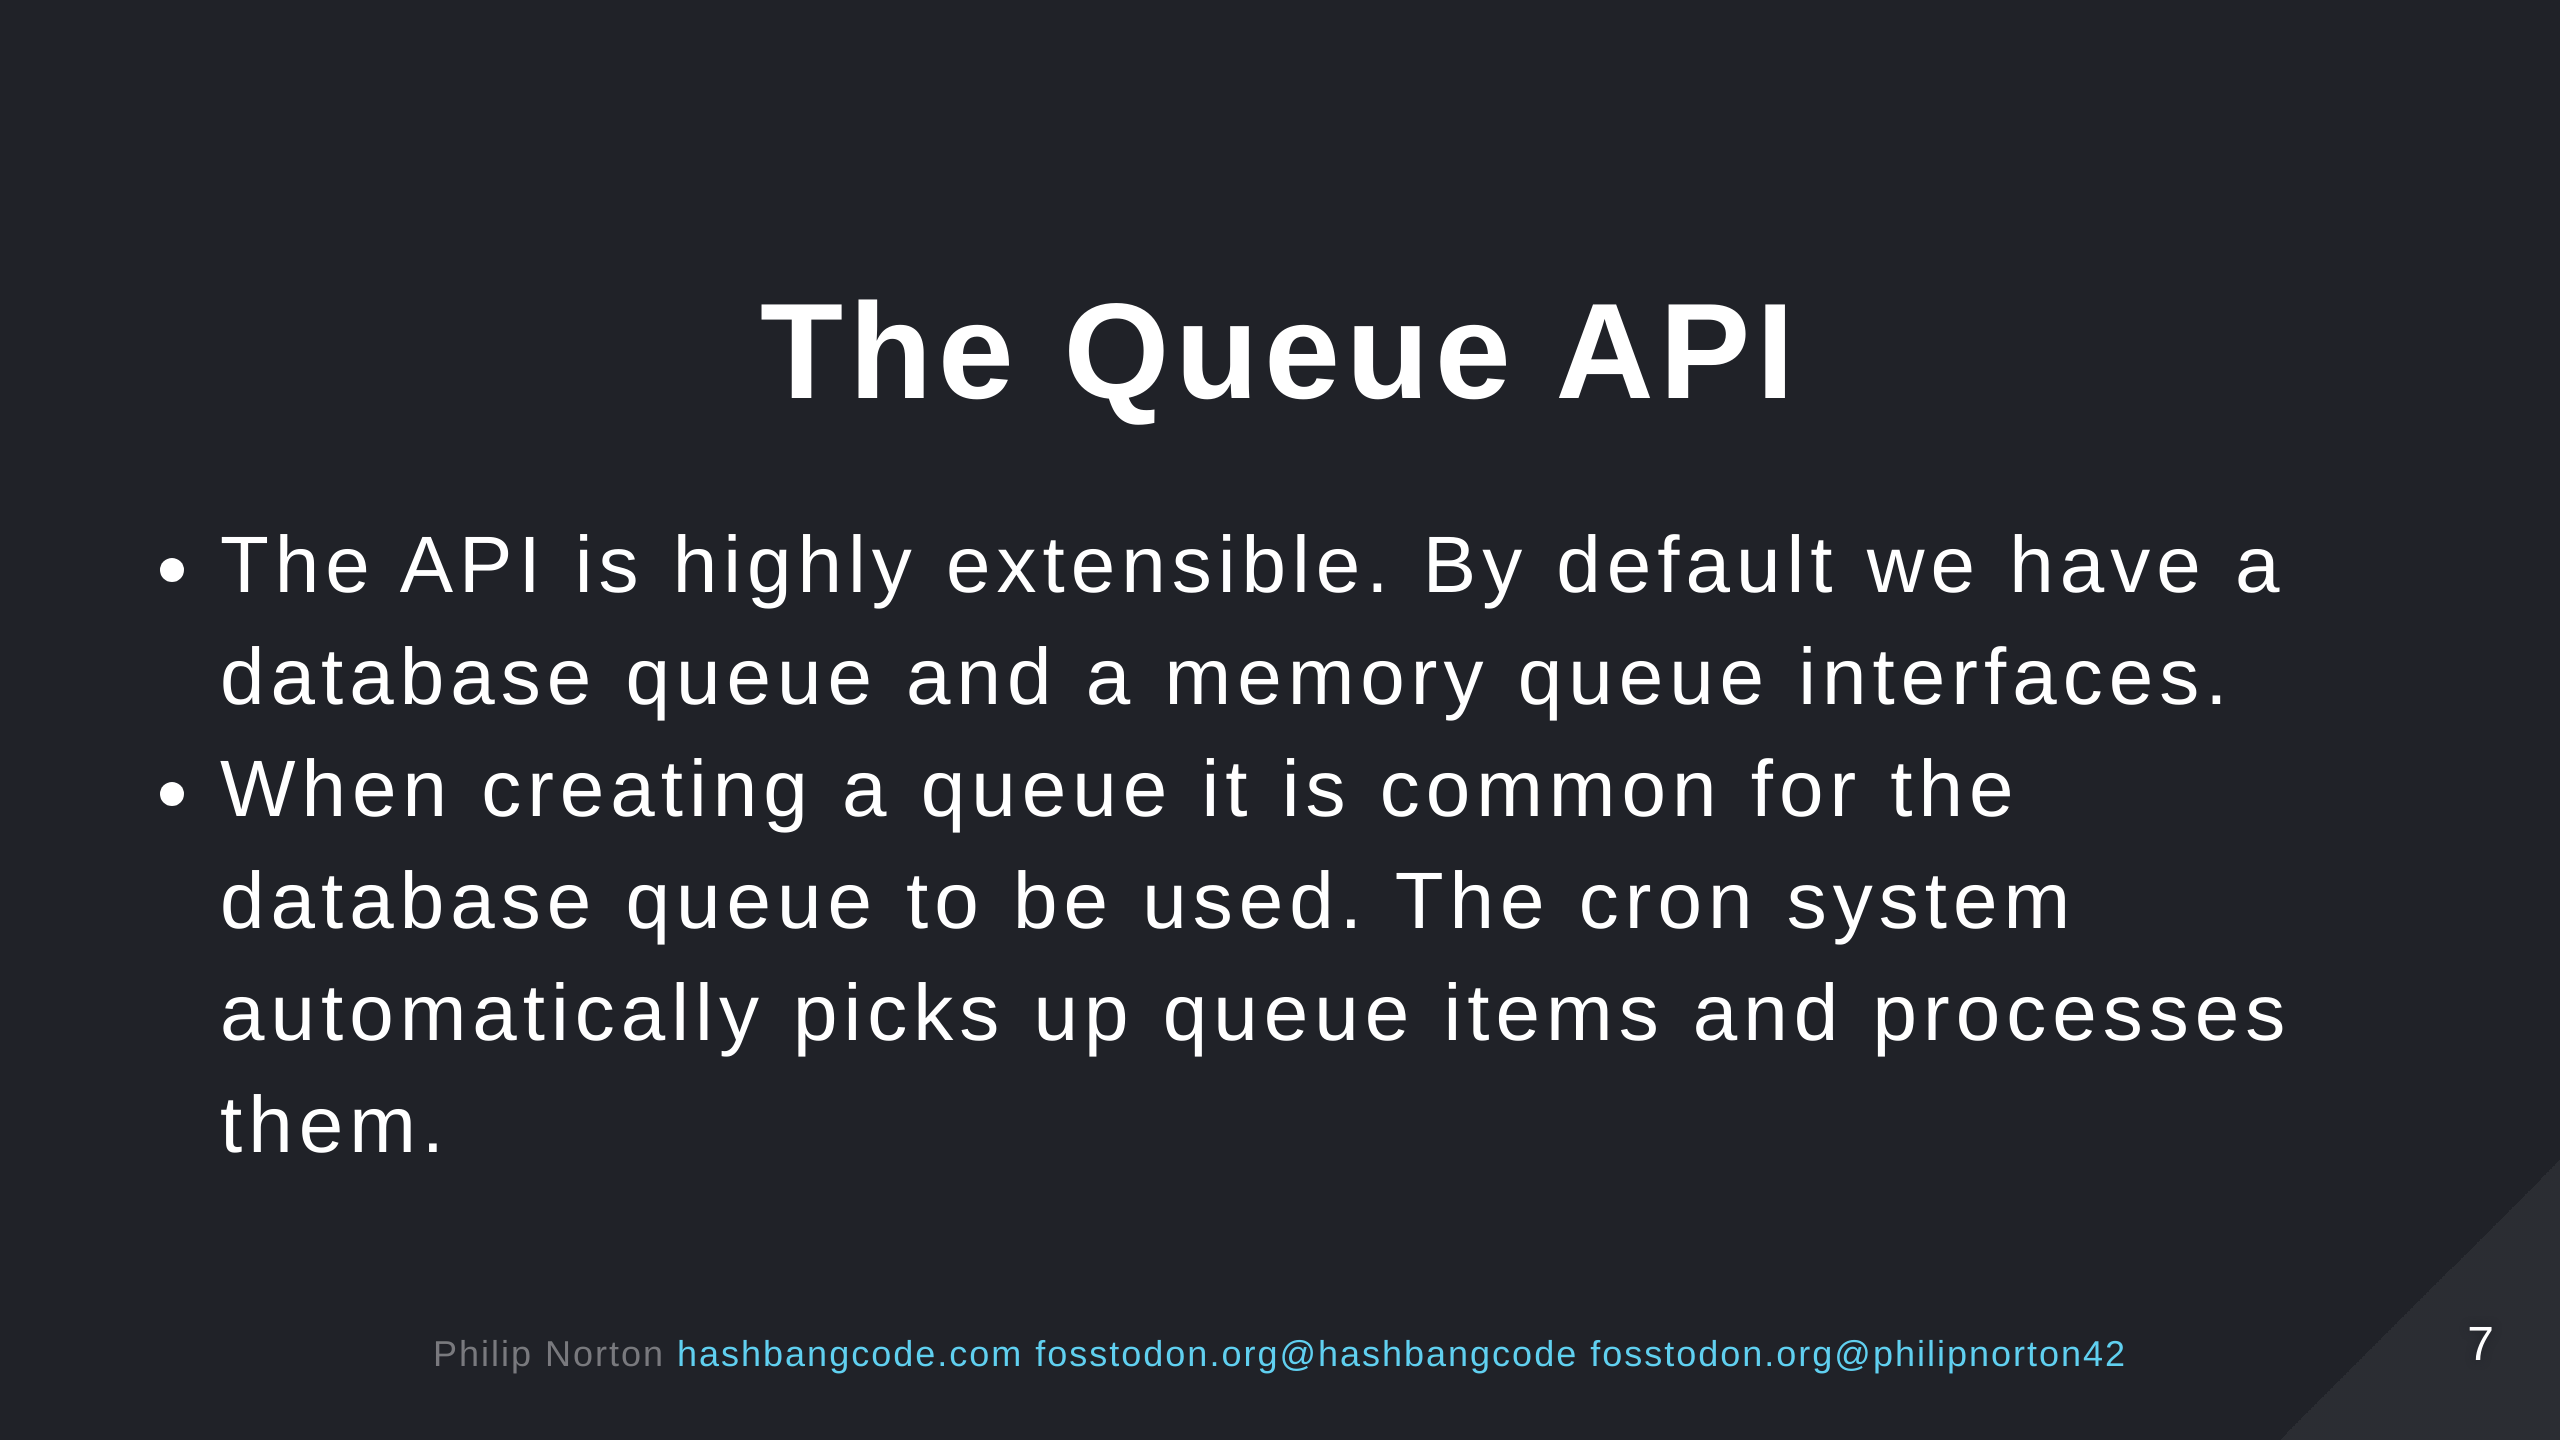 The Queue API
• The API is highly extensible. By default we have a
database queue and a memory queue interfaces.
• When creating a queue it is common for the
database queue to be used. The cron system
automatically picks up queue items and processes
them.
Philip Norton hashbangcode.com fosstodon.org@hashbangcode fosstodon.org@philipnorton42
7